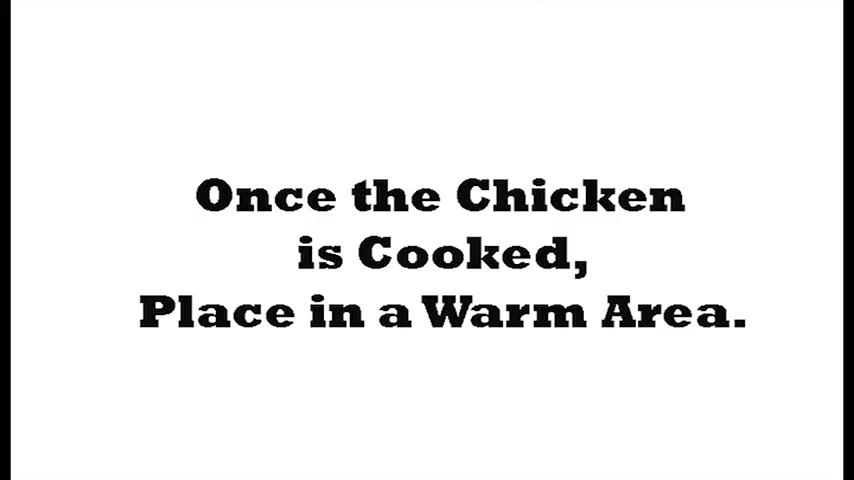 Once the Chicken
is Cooked,
Place in a Warm Area.